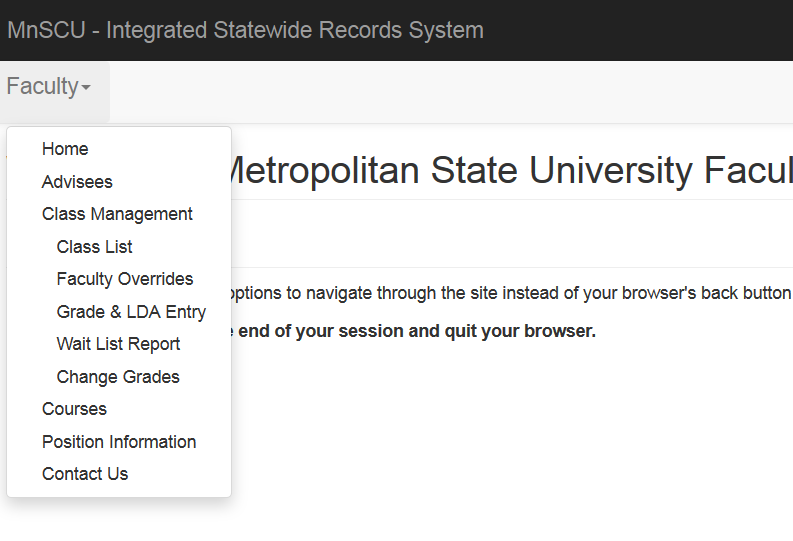 MnSCU - Integrated Statewide Records System
Faculty
Metropolitan State University Facul
Home
Advisees
Class Management
Class List
Faculty Overrides
Grade & LDA Entry
Wait List Report
Change Grades
Courses
Position Information
Contact Us
options to navigate through the site instead of your browser's back button
end of your session and quit your browser.